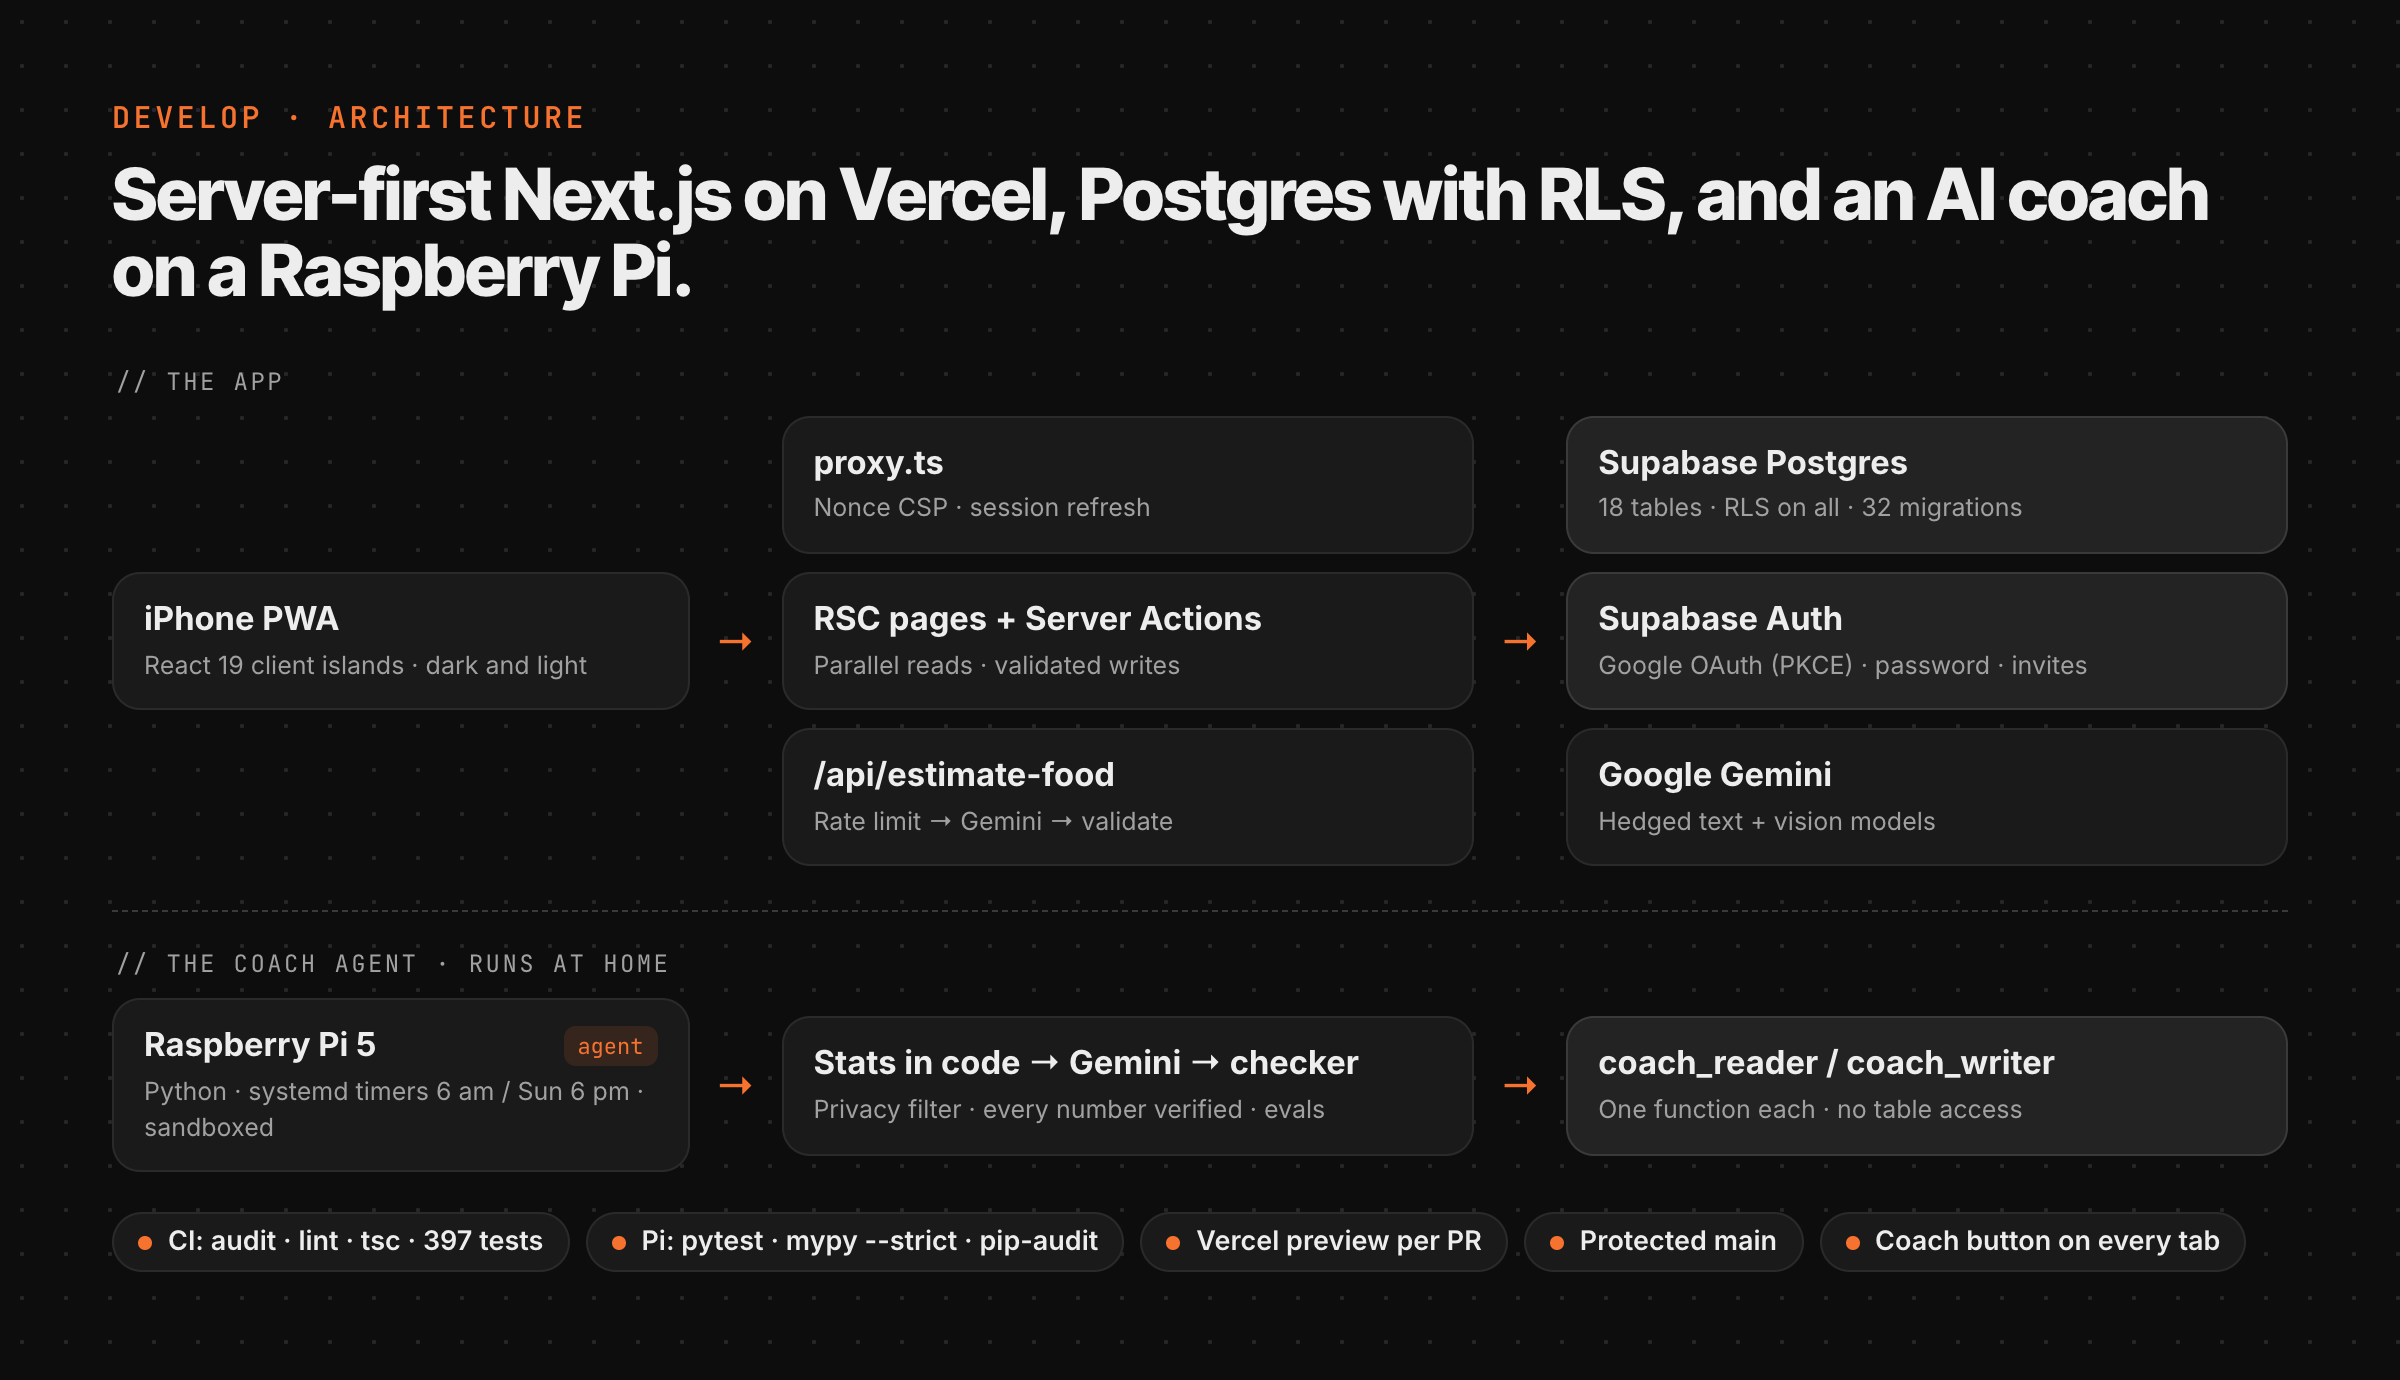 DEVELOP · ARCHITECTURE
Server-first Next.js on Vercel, Postgres with RLS, and an AI coach
on a Raspberry Pi.
// THE APP
proxy.ts
Nonce CSP · session refresh
Supabase Postgres
18 tables · RLS on all · 32 migrations
iPhone PWA
React 19 client islands · dark and light
→
RSC pages + Server Actions
Parallel reads · validated writes
→
Supabase Auth
Google OAuth (PKCE) · password · invites
/api/estimate-food
Rate limit → Gemini → validate
Google Gemini
Hedged text + vision models
// THE COACH AGENT · RUNS AT HOME
Raspberry Pi 5
agent
Python · systemd timers 6 am / Sun 6 pm ·
sandboxed
→
Stats in code → Gemini → checker
Privacy filter · every number verified · evals
→
coach_reader / coach_writer
One function each · no table access
CI: audit · lint · tsc · 397 tests
Pi: pytest · mypy --strict · pip-audit
Vercel preview per PR
Protected main
Coach button on every tab